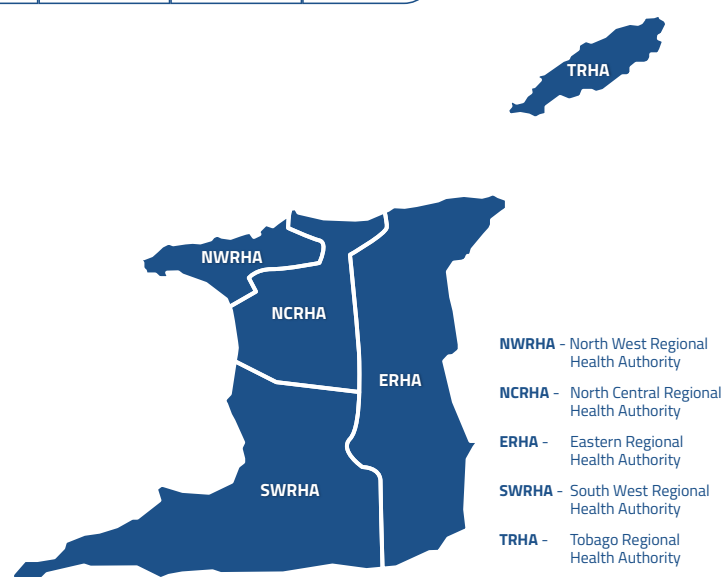 TRHA
NWRHA
NCRHA
ERHA
SWRHA
NWRHA - North West Regional
Health Authority
NCRHA - North Central Regional
Health Authority
ERHA - Eastern Regional
Health Authority
SWRHA - South West Regional
Health Authority
TRHA - Tobago Regional
Health Authority